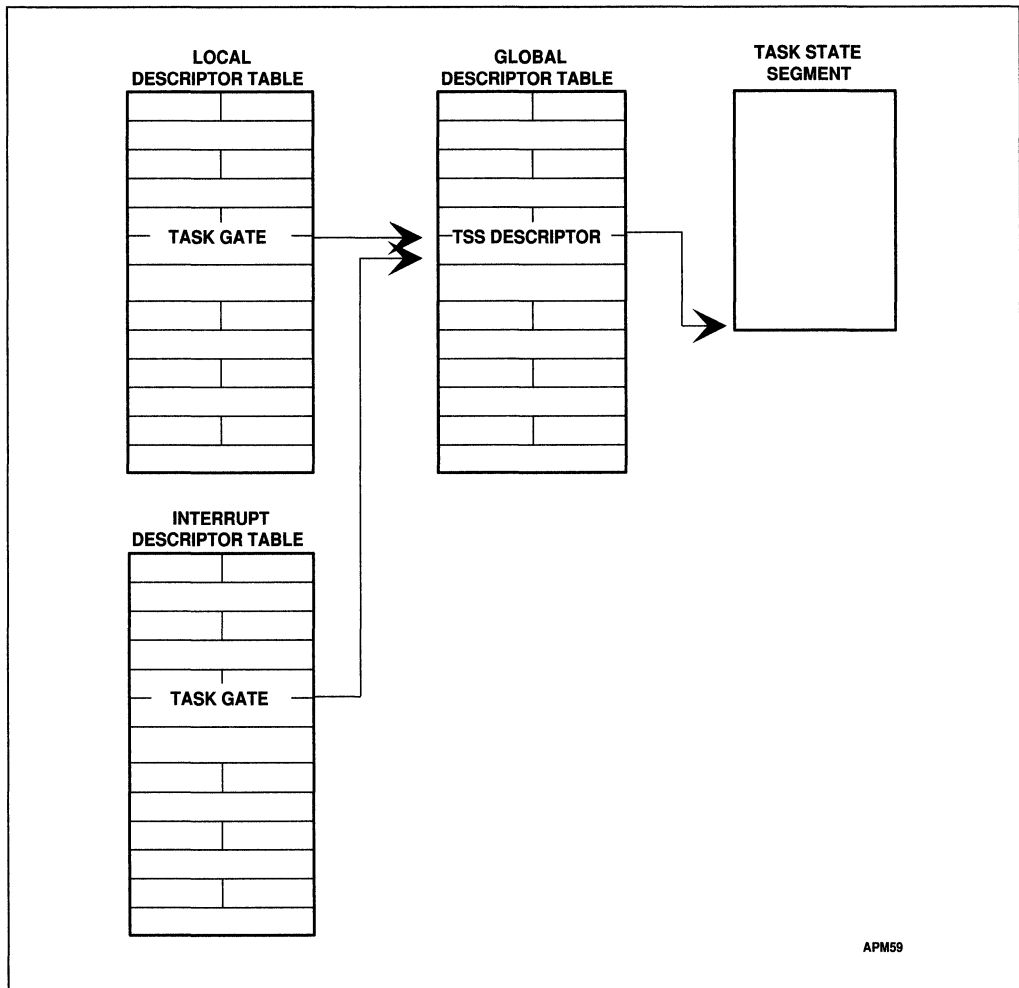 LOCAL
DESCRIPTOR TABLE
GLOBAL
DESCRIPTOR TABLE
TASK STATE
SEGMENT
TASK GATE
TSS DESCRIPTOR
INTERRUPT
DESCRIPTOR TABLE
TASK GATE
APM59